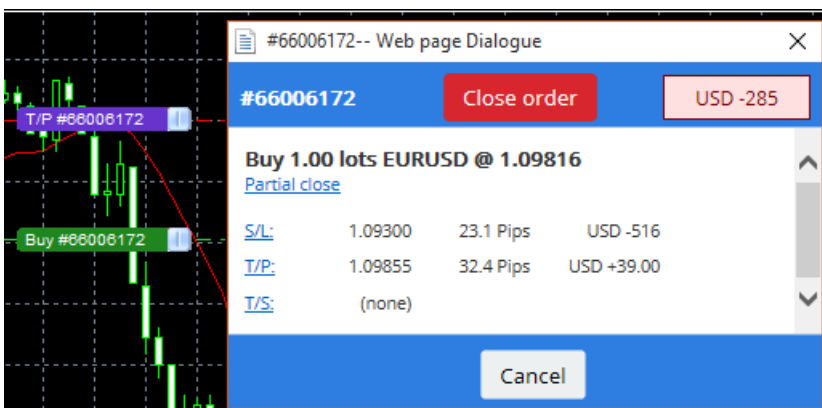 #66006172-- Web page Dialogue
#66006172 Close order USD -285
T/P #66006172
Buy 1.00 lots EURUSD @ 1.09816
Partial close
Buy #66006172
S/L: 1.09300 23.1 Pips USD -516
T/P: 1.09855 32.4 Pips USD +39.00
T/S: (none)
Cancel